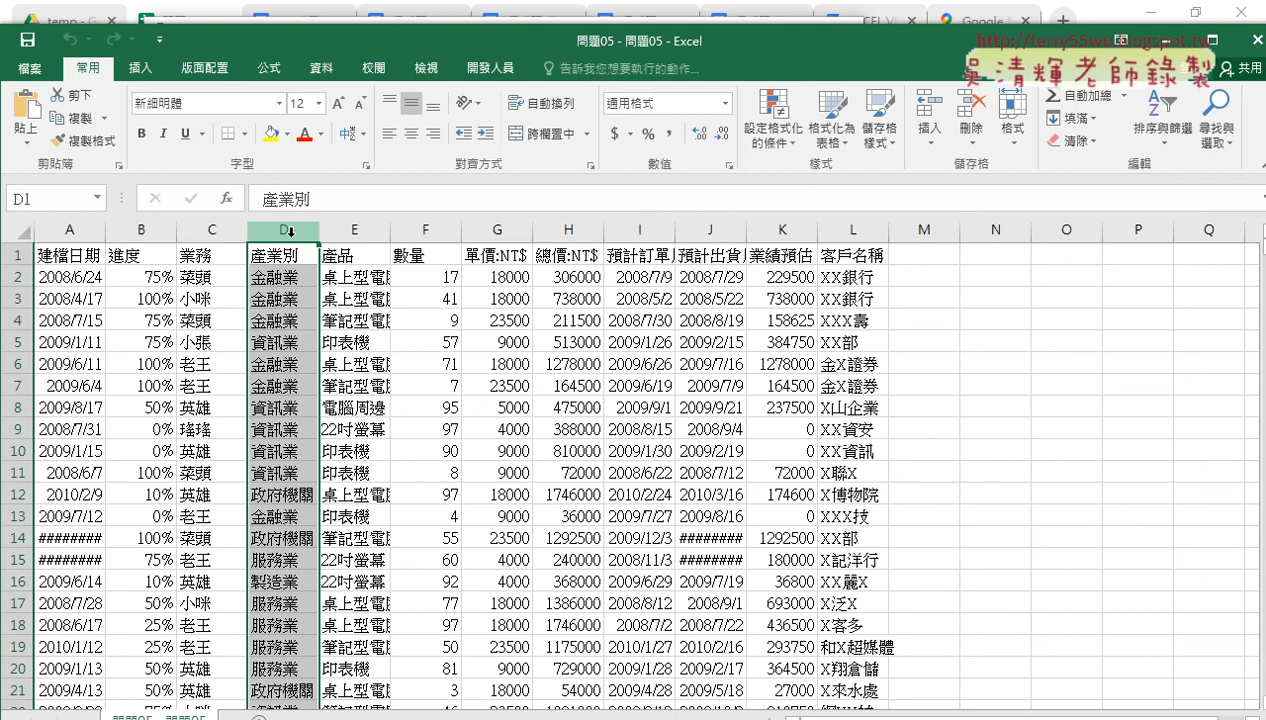 temp - G
CEL VE
Google
問題05 - 問題05 - Excel
http://terry55wu.blogspot.tw
吳清輝老師錄製
檔案 常用 插入 版面配置 公式 資料 校閱 檢視 開發人員 告訴我您想要執行的動作... 共用
貼上 剪下 複製 複製格式 剪貼簿
新細明體 12 B I U 字型
自動換列 跨欄置中 對齊方式
通用格式 $ % , 數值
設定格式化的條件 格式化為表格 儲存格樣式 樣式
插入 刪除 格式 儲存格
自動加總 填滿 清除 排序與篩選 尋找與選取 編輯
D1 fx 產業別
A B C D E F G H I J K L M N O P Q
1 建檔日期 進度 業務 產業別 產品 數量 單價:NT$ 總價:NT$ 預計訂單 預計出貨 業績預估 客戶名稱
2 2008/6/24 75% 菜頭 金融業 桌上型電 17 18000 306000 2008/7/9 2008/7/29 229500 XX銀行
3 2008/4/17 100% 小咪 金融業 桌上型電 41 18000 738000 2008/5/2 2008/5/22 738000 XX銀行
4 2008/7/15 75% 菜頭 金融業 筆記型電 9 23500 211500 2008/7/30 2008/8/19 158625 XXX壽
5 2009/1/11 75% 小張 資訊業 印表機 57 9000 513000 2009/1/26 2009/2/15 384750 XX部
6 2009/6/11 100% 老王 金融業 桌上型電 71 18000 1278000 2009/6/26 2009/7/16 1278000 金X證券
7 2009/6/4 100% 老王 金融業 筆記型電 7 23500 164500 2009/6/19 2009/7/9 164500 金X證券
8 2009/8/17 50% 英雄 資訊業 電腦周邊 95 5000 475000 2009/9/1 2009/9/21 237500 X山企業
9 2008/7/31 0% 瑤瑤 資訊業 22吋螢幕 97 4000 388000 2008/8/15 2008/9/4 0 XX資安
10 2009/1/15 0% 英雄 資訊業 印表機 90 9000 810000 2009/1/30 2009/2/19 0 XX資訊
11 2008/6/7 100% 菜頭 資訊業 印表機 8 9000 72000 2008/6/22 2008/7/12 72000 X聯X
12 2010/2/9 10% 英雄 政府機關 桌上型電 97 18000 1746000 2010/2/24 2010/3/16 174600 X博物院
13 2009/7/12 0% 老王 金融業 印表機 4 9000 36000 2009/7/27 2009/8/16 0 XXX技
14 ######## 100% 菜頭 政府機關 筆記型電 55 23500 1292500 2009/12/3 ######## 1292500 XX部
15 ######## 75% 老王 服務業 22吋螢幕 60 4000 240000 2008/11/3 ######## 180000 X記洋行
16 2009/6/14 10% 英雄 製造業 22吋螢幕 92 4000 368000 2009/6/29 2009/7/19 36800 XX麗X
17 2008/7/28 50% 小咪 服務業 桌上型電 77 18000 1386000 2008/8/12 2008/9/1 693000 X泛X
18 2008/6/17 25% 老王 服務業 桌上型電 97 18000 1746000 2008/7/2 2008/7/22 436500 X客多
19 2010/1/12 25% 老王 服務業 筆記型電 50 23500 1175000 2010/1/27 2010/2/16 293750 和X超媒體
20 2009/1/13 50% 英雄 服務業 印表機 81 9000 729000 2009/1/28 2009/2/17 364500 X翔倉儲
21 2009/4/13 50% 英雄 政府機關 桌上型電 3 18000 54000 2009/4/28 2009/5/18 27000 X來水處